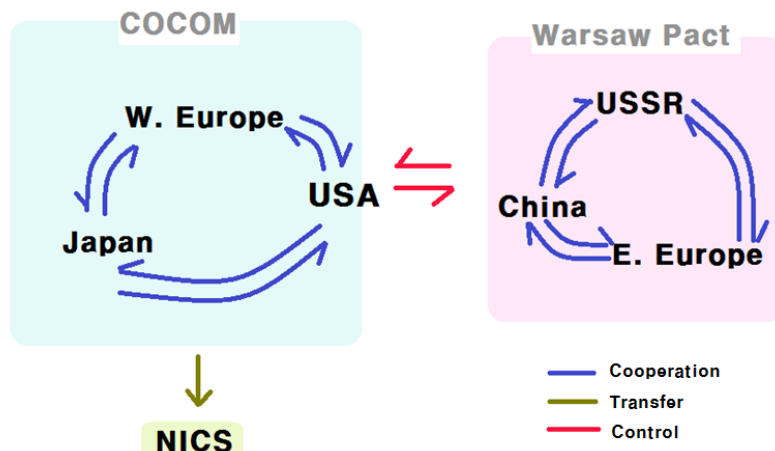 COCOM
Warsaw Pact
W. Europe
USSR
USA
China
Japan
E. Europe
NICS
Cooperation
Transfer
Control